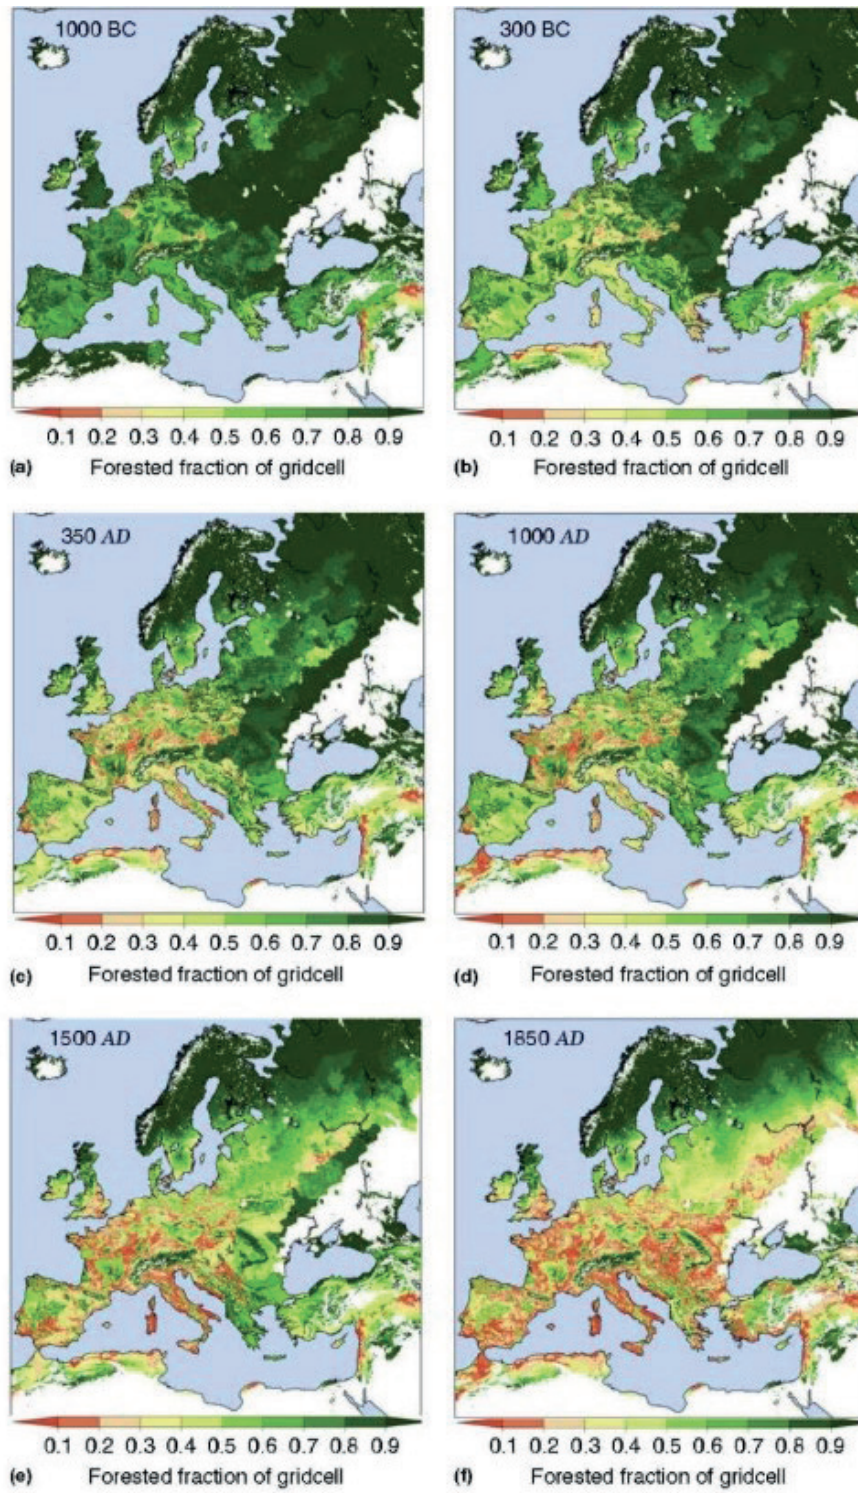 1000 BC
300 BC
0.1 0.2 0.3 0.4 0.5 0.6 0.7 0.8 0.9
0.1 0.2 0.3 0.4 0.5 0.6 0.7 0.8 0.9
(a) Forested fraction of gridcell
(b) Forested fraction of gridcell
350 AD
1000 AD
0.1 0.2 0.3 0.4 0.5 0.6 0.7 0.8 0.9
0.1 0.2 0.3 0.4 0.5 0.6 0.7 0.8 0.9
(c) Forested fraction of gridcell
(d) Forested fraction of gridcell
1500 AD
1850 AD
0.1 0.2 0.3 0.4 0.5 0.6 0.7 0.8 0.9
0.1 0.2 0.3 0.4 0.5 0.6 0.7 0.8 0.9
(e) Forested fraction of gridcell
(f) Forested fraction of gridcell